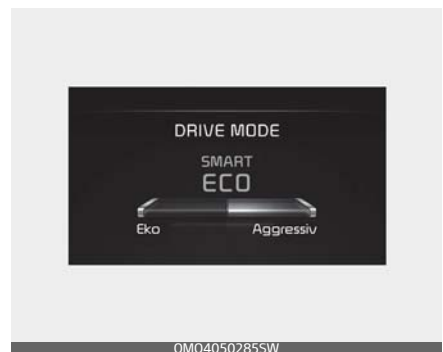 DRIVE MODE
SMART
ECO
Eko Aggressiv
OMQ4050285SW